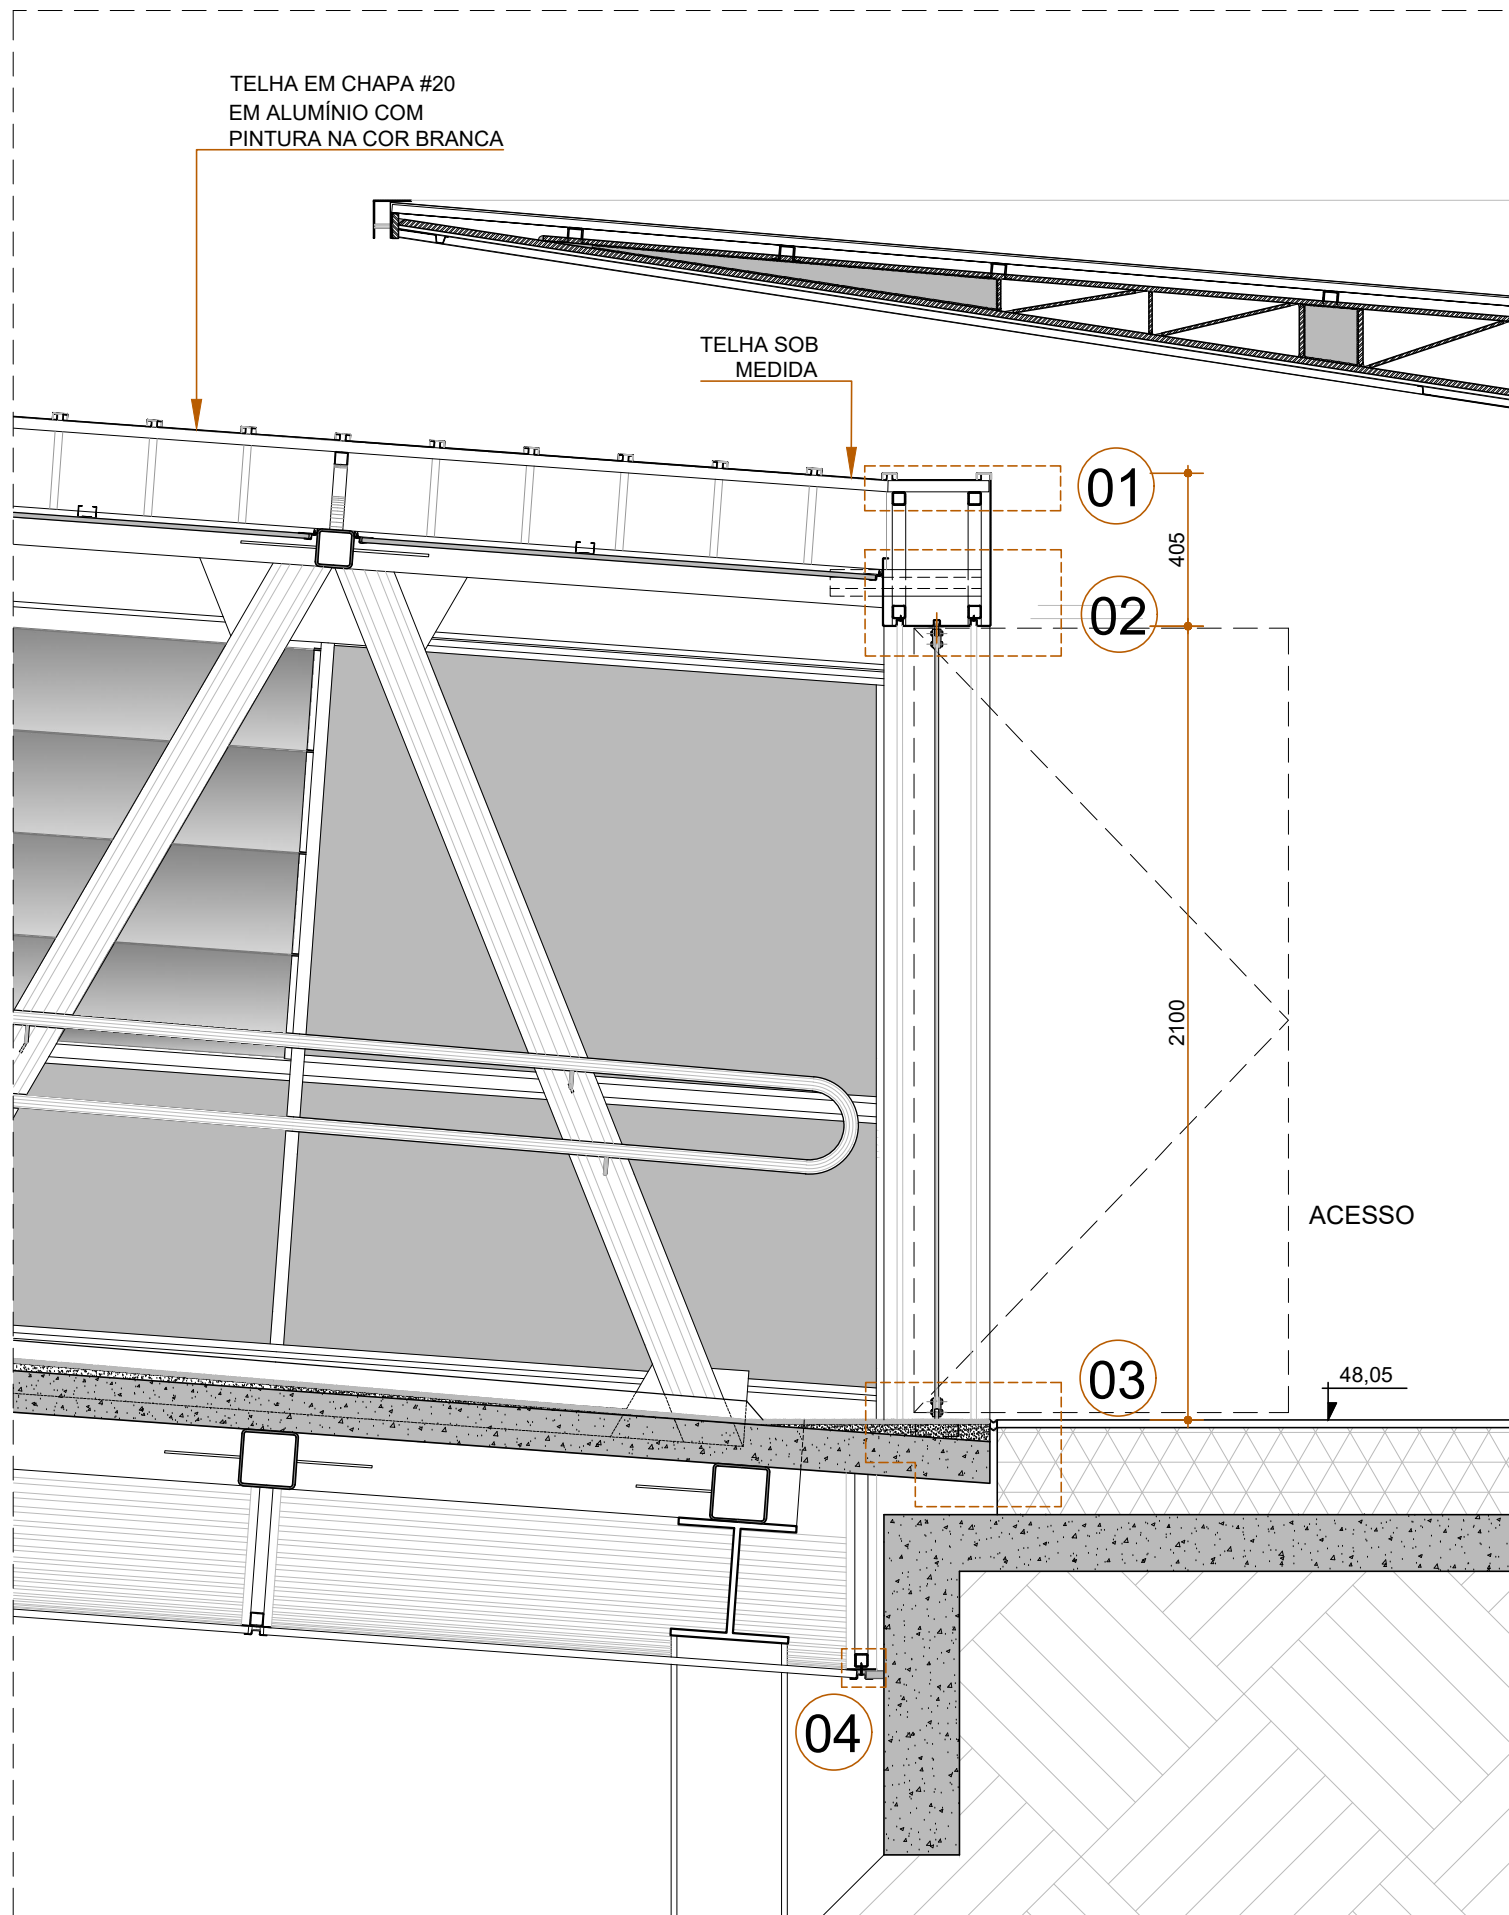 TELHA EM CHAPA #20
EM ALUMÍNIO COM
PINTURA NA COR BRANCA
TELHA SOB
MEDIDA
01
405
02
2100
ACESSO
03
48,05
04